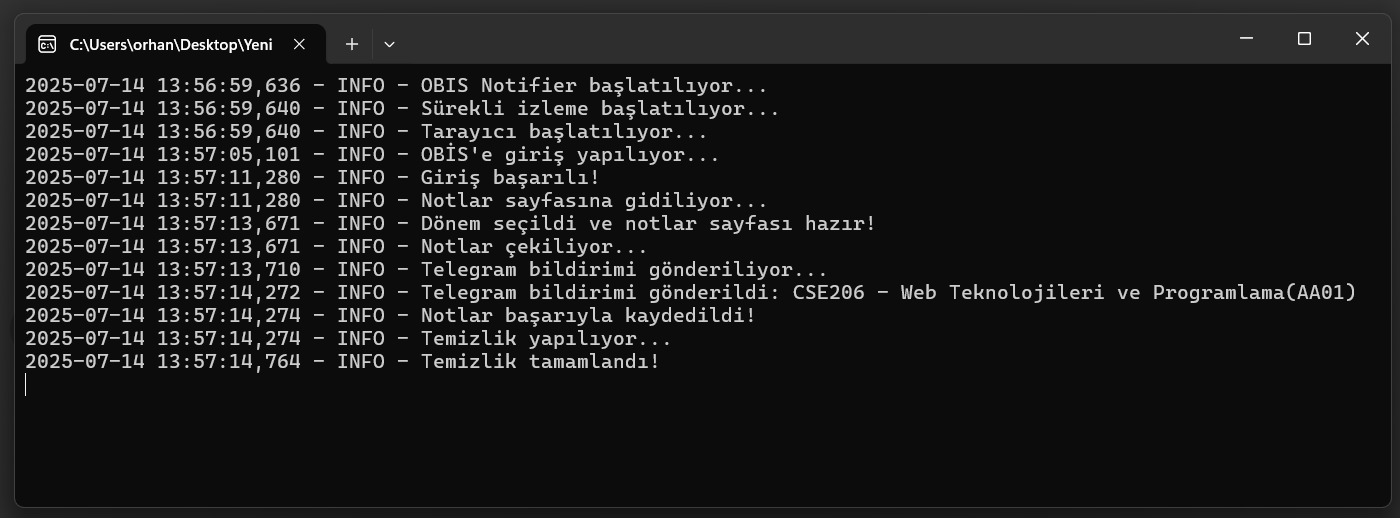 C:\Users\orhan\Desktop\Yeni
2025-07-14 13:56:59,636 - INFO - OBIS Notifier başlatılıyor...
2025-07-14 13:56:59,640 - INFO - Sürekli izleme başlatılıyor...
2025-07-14 13:56:59,640 - INFO - Tarayıcı başlatılıyor...
2025-07-14 13:57:05,101 - INFO - OBİS'e giriş yapılıyor...
2025-07-14 13:57:11,280 - INFO - Giriş başarılı!
2025-07-14 13:57:11,280 - INFO - Notlar sayfasına gidiliyor...
2025-07-14 13:57:13,671 - INFO - Dönem seçildi ve notlar sayfası hazır!
2025-07-14 13:57:13,671 - INFO - Notlar çekiliyor...
2025-07-14 13:57:13,710 - INFO - Telegram bildirimi gönderiliyor...
2025-07-14 13:57:14,272 - INFO - Telegram bildirimi gönderildi: CSE206 - Web Teknolojileri ve Programlama(AA01)
2025-07-14 13:57:14,274 - INFO - Notlar başarıyla kaydedildi!
2025-07-14 13:57:14,274 - INFO - Temizlik yapılıyor...
2025-07-14 13:57:14,764 - INFO - Temizlik tamamlandı!